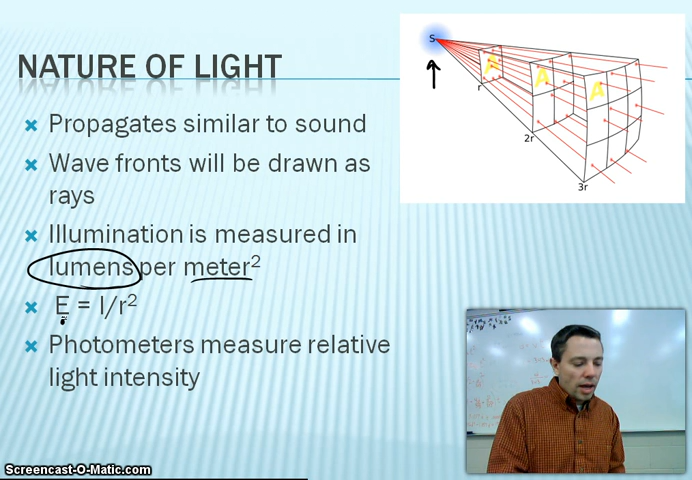 NATURE OF LIGHT
Propagates similar to sound
Wave fronts will be drawn as
rays
Illumination is measured in
lumens per meter²
E = I/r²
Photometers measure relative
light intensity
S
A
A
A
r
2r
3r
Screencast-O-Matic.com